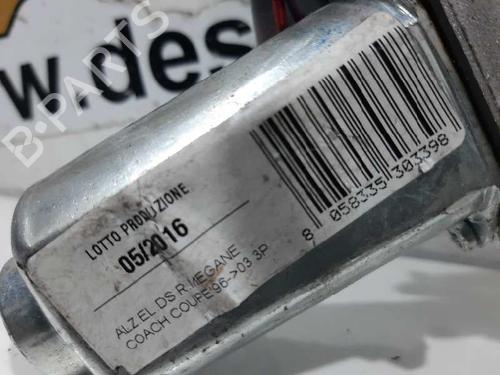 w.des
B-PARTS
LOTTO PRODUZIONE
05/2016
ALZ.EL DS R MEGANE
COACH COUPE'96->03 3P
8 058335 303398